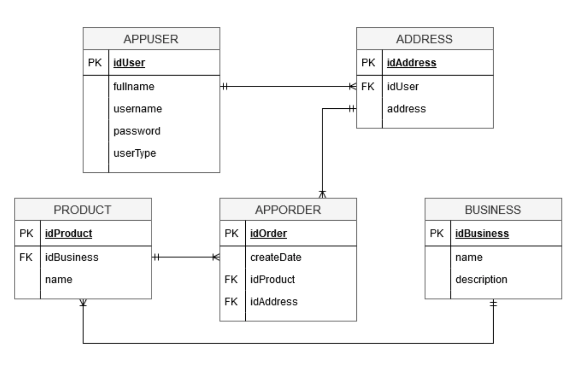 APPUSER
PK idUser
fullname
username
password
userType
ADDRESS
PK idAddress
FK idUser
address
PRODUCT
PK idProduct
FK idBusiness
name
APPORDER
PK idOrder
createDate
FK idProduct
FK idAddress
BUSINESS
PK idBusiness
name
description